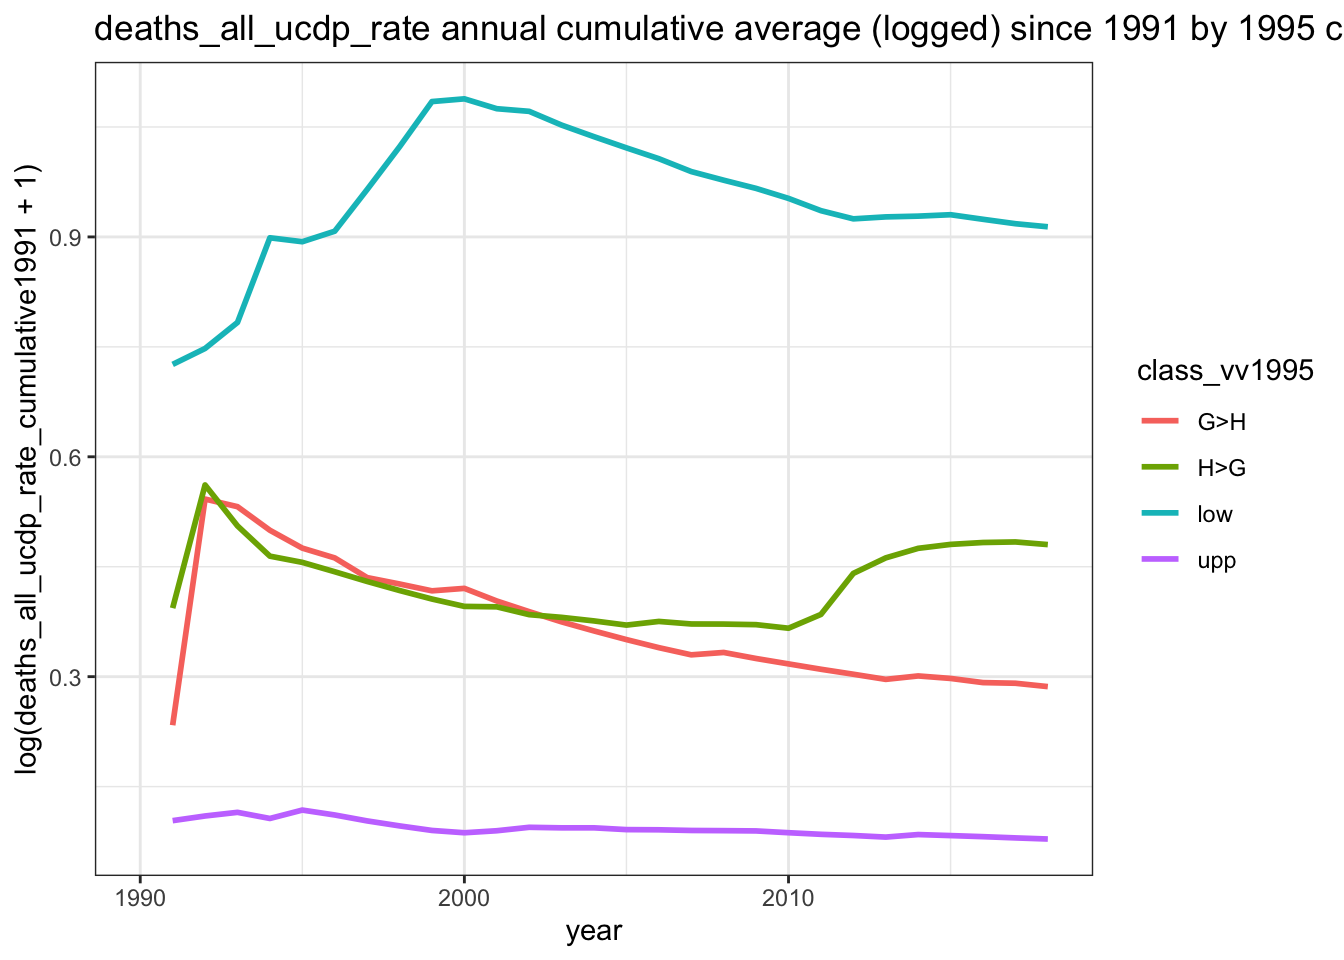 deaths_all_ucdp_rate annual cumulative average (logged) since 1991 by 1995 c
log(deaths_all_ucdp_rate_cumulative1991 + 1)
0.9
0.6
0.3
1990
2000
2010
year
class_vv1995
G>H
H>G
low
upp